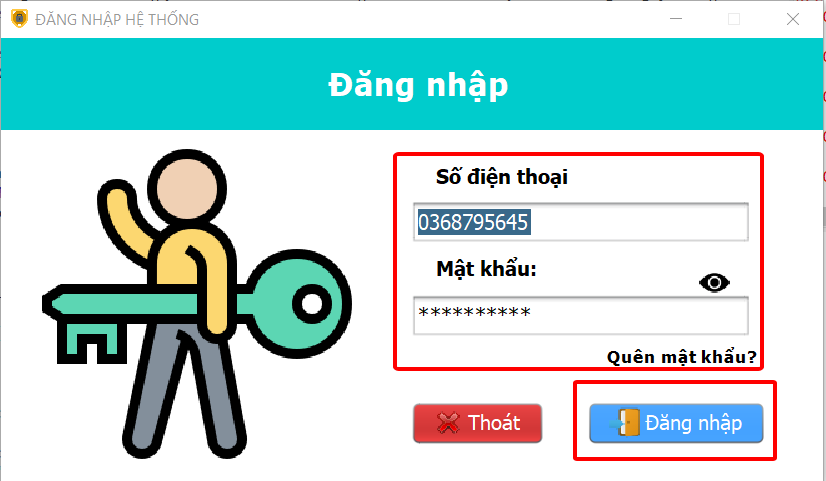 ĐĂNG NHẬP HỆ THỐNG
Đăng nhập
Số điện thoại
0368795645
Mật khẩu:
**********
Quên mật khẩu?
Thoát
Đăng nhập